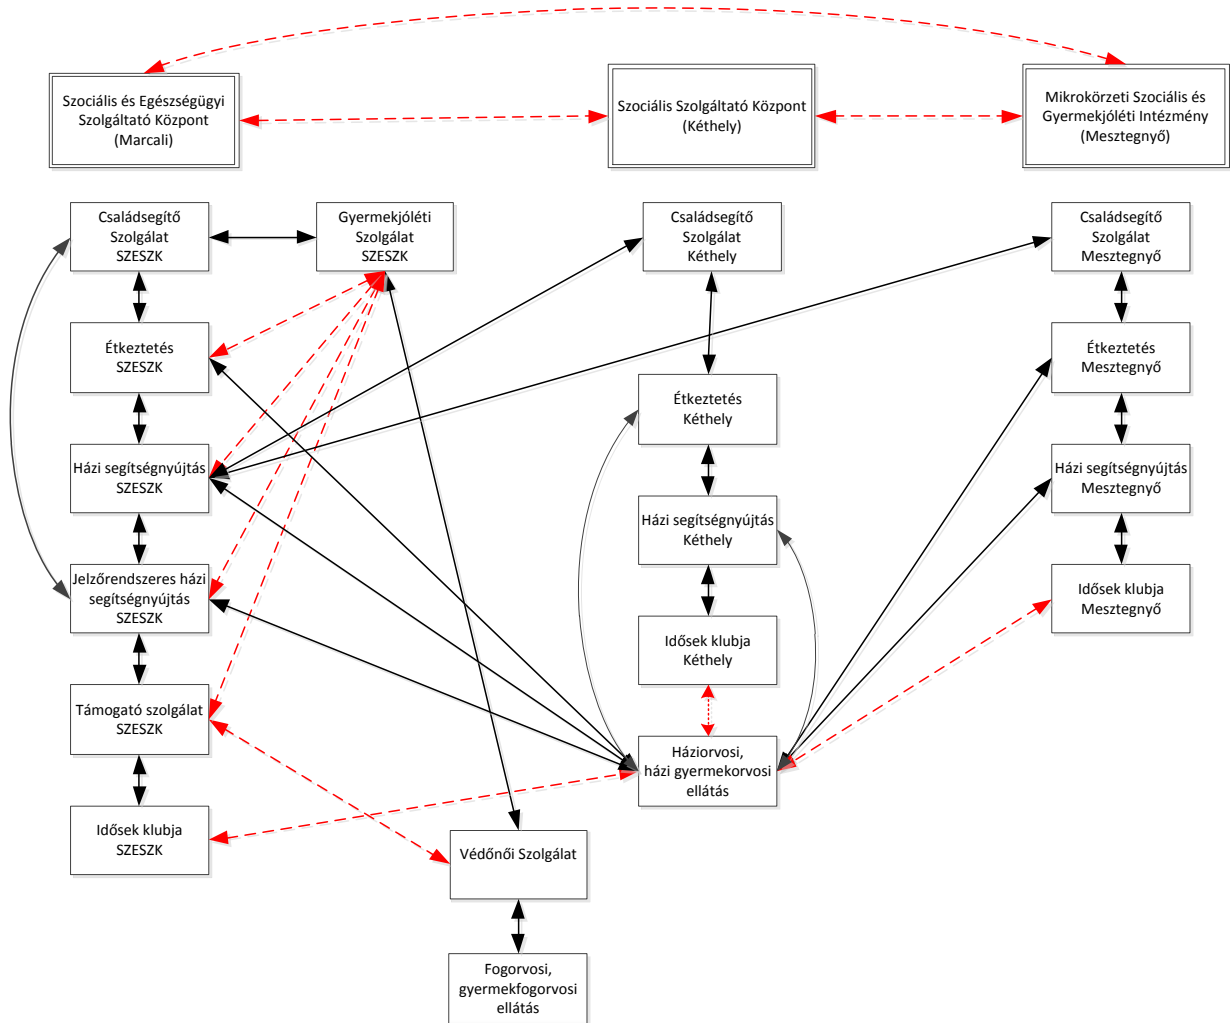 Szociális és Egészségügyi
Szolgáltató Központ
(Marcali)
Szociális Szolgáltató Központ
(Kéthely)
Mikrokörzeti Szociális és
Gyermekjóléti Intézmény
(Mesztegnyő)
Családsegítő
Szolgálat
SZESZK
Gyermekjóléti
Szolgálat
SZESZK
Családsegítő
Szolgálat
Kéthely
Családsegítő
Szolgálat
Mesztegnyő
Étkeztetés
SZESZK
Étkeztetés
Kéthely
Étkeztetés
Mesztegnyő
Házi segítségnyújtás
SZESZK
Házi segítségnyújtás
Kéthely
Házi segítségnyújtás
Mesztegnyő
Jelzőrendszeres házi
segítségnyújtás
SZESZK
Idősek klubja
Kéthely
Idősek klubja
Mesztegnyő
Támogató szolgálat
SZESZK
Háziorvosi,
házi gyermekorvosi
ellátás
Idősek klubja
SZESZK
Védőnői Szolgálat
Fogorvosi,
gyermekfogorvosi
ellátás